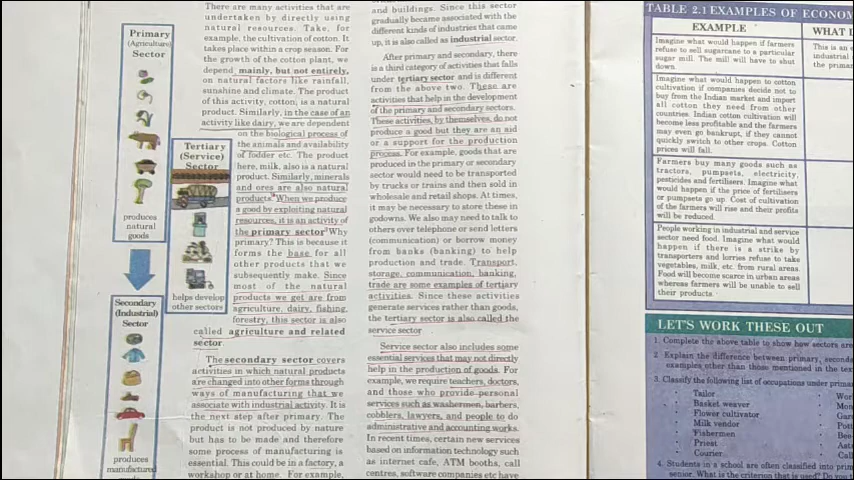 Primary
(Agriculture)
Sector
produces
natural
goods
Secondary
(Industrial)
Sector
produces
manufactured
Tertiary
(Service)
Sector
helps develop
other sectors
There are many activities that are
undertaken by directly using
natural resources. Take, for
example, the cultivation of cotton. It
takes place within a crop season. For
the growth of the cotton plant, we
depend mainly, but not entirely,
on natural factors like rainfall,
sunshine and climate. The product
of this activity, cotton, is a natural
product. Similarly, in the case of an
activity like dairy, we are dependent
on the biological process of
the animals and availability
of fodder etc. The product
here, milk, also is a natural
product. Similarly, minerals
and ores are also natural
products. When we produce
a good by exploiting natural
resources, it is an activity of
the primary sector. Why
primary? This is because it
forms the base for all
other products that we
subsequently make. Since
most of the natural
products we get are from
agriculture, dairy, fishing,
forestry, this sector is also
called agriculture and related
sector.
The secondary sector covers
activities in which natural products
are changed into other forms through
ways of manufacturing that we
associate with industrial activity. It is
the next step after primary. The
product is not produced by nature
but has to be made and therefore
some process of manufacturing is
essential. This could be in a factory, a
workshop or at home. For example,
and buildings. Since this sector
gradually became associated with the
different kinds of industries that came
up, it is also called as industrial sector.
After primary and secondary, there
is a third category of activities that falls
under tertiary sector and is different
from the above two. These are
activities that help in the development
of the primary and secondary sectors.
These activities, by themselves, do not
produce a good but they are an aid
or a support for the production
process. For example, goods that are
produced in the primary or secondary
sector would need to be transported
by trucks or trains and then sold in
wholesale and retail shops. At times,
it may be necessary to store these in
godowns. We also may need to talk to
others over telephone or send letters
(communication) or borrow money
from banks (banking) to help
production and trade. Transport,
storage, communication, banking,
trade are some examples of tertiary
activities. Since these activities
generate services rather than goods,
the tertiary sector is also called the
service sector
Service sector also includes some
essential services that may not directly
help in the production of goods. For
example, we require teachers, doctors,
and those who provide personal
services such as washermen, barbers,
cobblers, lawyers, and people to do
administrative and accounting works.
In recent times, certain new services
based on information technology such
as internet cafe, ATM booths, call
centres, software companies etc have
TABLE 2.1 EXAMPLES OF ECONOM
EXAMPLE
WHAT
Imagine what would happen if farmers
refuse to sell sugarcane to a particular
sugar mill. The mill will have to shut
down.
This is an
industrial
the primar
Imagine what would happen to cotton
cultivation if companies decide not to
buy from the Indian market and import
all cotton they need from other
countries. Indian cotton cultivation will
become less profitable and the farmers
may even go bankrupt, if they cannot
quickly switch to other crops. Cotton
prices will fall.
Farmers buy many goods such as
tractors, pumpsets, electricity,
pesticides and fertilisers. Imagine what
would happen if the price of fertilisers
or pumpsets go up. Cost of cultivation
of the farmers will rise and their profits
will be reduced.
People working in industrial and service
sector need food. Imagine what would
happen if there is a strike by
transporters and lorries refuse to take
vegetables, milk, etc. from rural areas.
Food will become scarce in urban areas
whereas farmers will be unable to sell
their products.
LET'S WORK THESE OUT
1. Complete the above table to show how sectors are
2. Explain the difference between primary, seconda
examples other than those mentioned in the tex
3. Classify the following list of occupations under primar
Tailor
Basket weaver
Flower cultivator
Milk vendor
Fishermen
Priest
Courier
Wor
Mon
Gar
Pott
Bee-
Ast
Call
4. Students in a school are often classified into prim
senior. What is the criterion that is used? Do yo